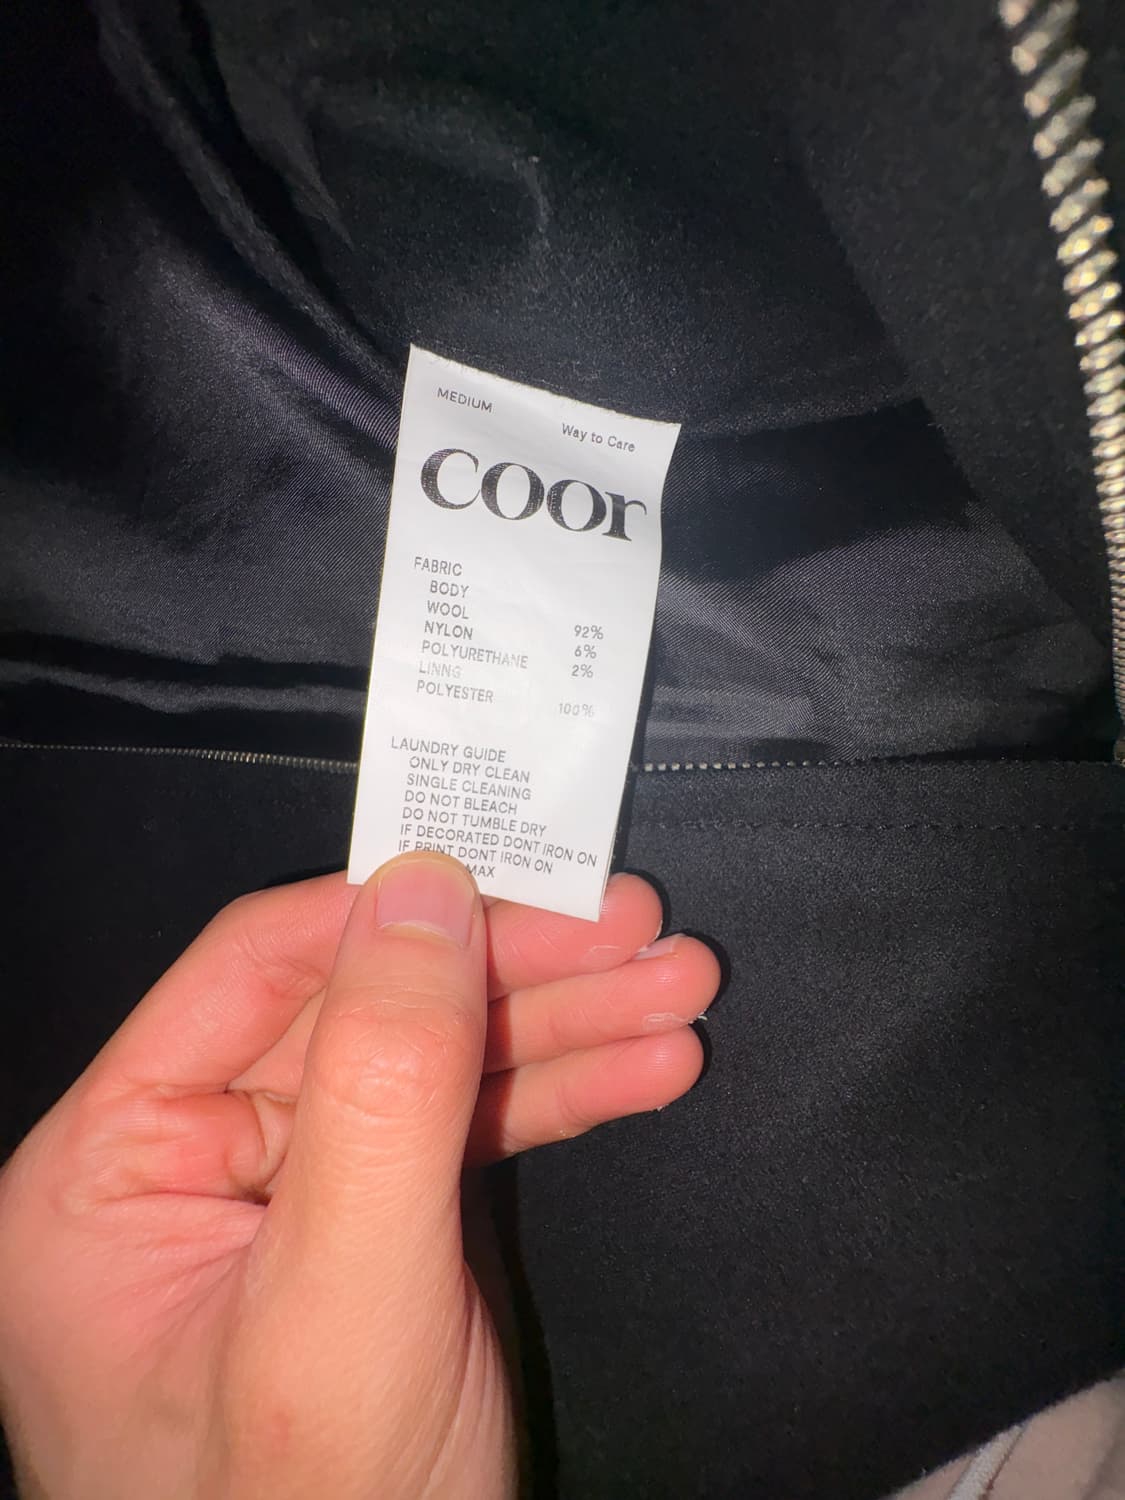 MEDIUM
Way to Care
coor
FABRIC
BODY
WOOL 92%
NYLON 6%
POLYURETHANE 2%
LINNG
POLYESTER 100%
LAUNDRY GUIDE
ONLY DRY CLEAN
SINGLE CLEANING
DO NOT BLEACH
DO NOT TUMBLE DRY
IF DECORATED DONT IRON ON
IF PRINT DONT IRON ON
MAX